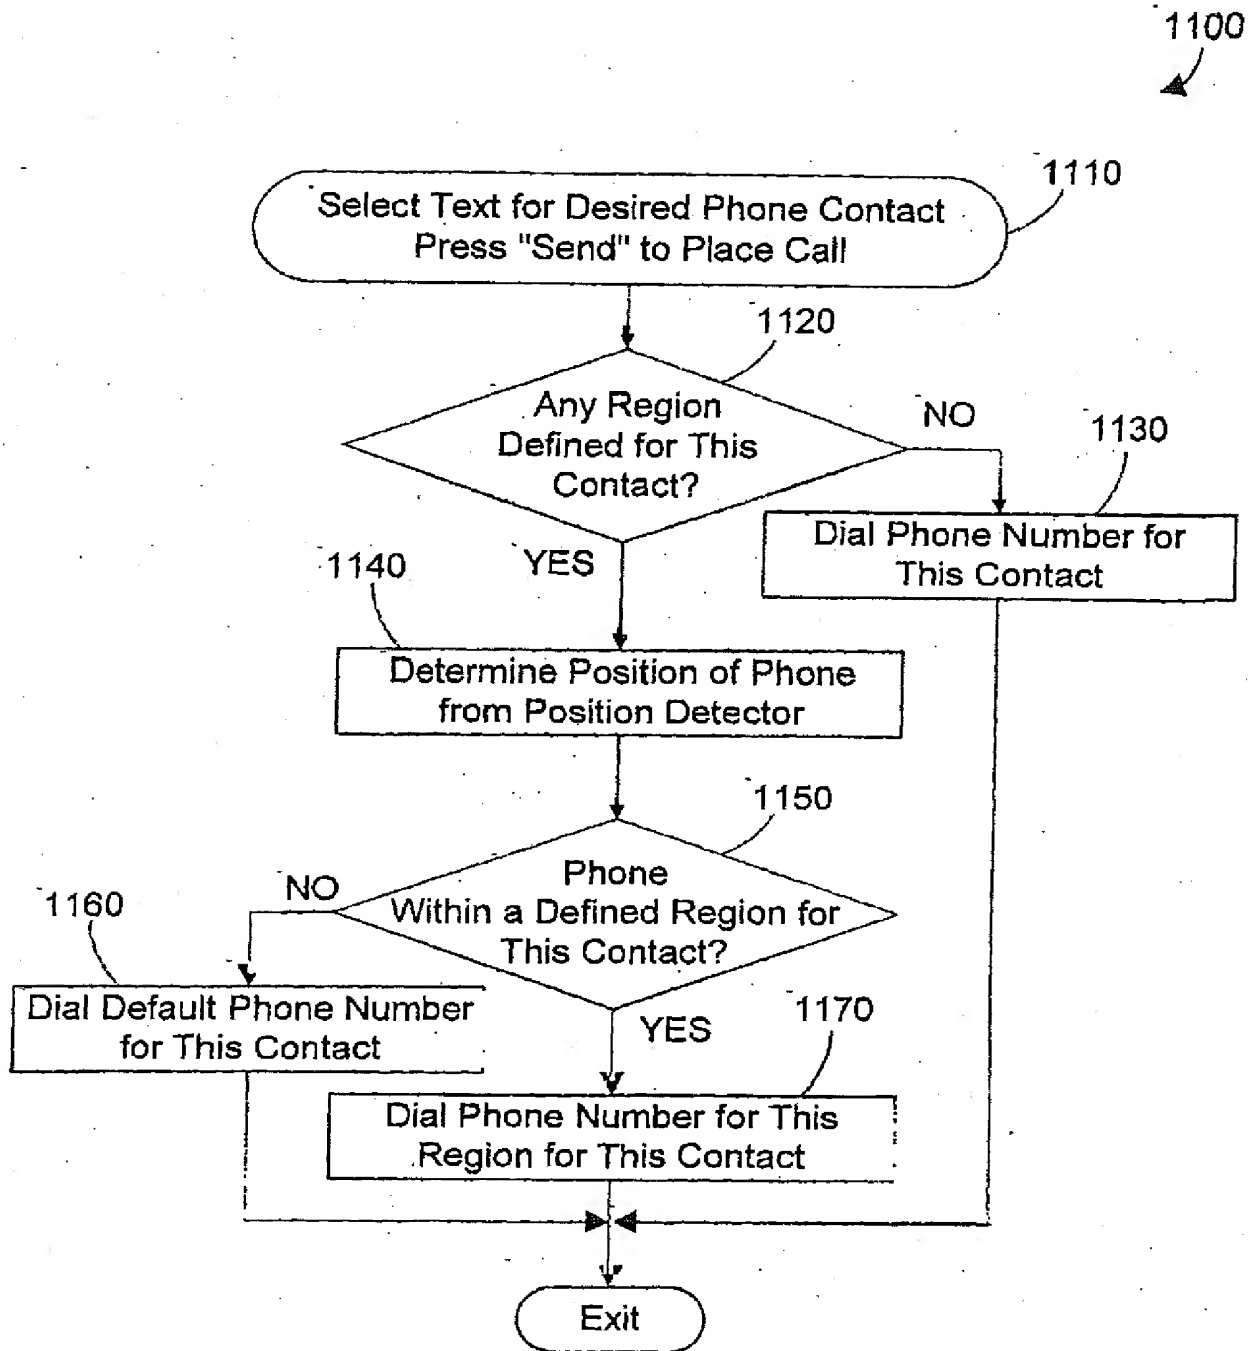 1100
1110
Select Text for Desired Phone Contact
Press "Send" to Place Call
1120
Any Region
Defined for This
Contact?
NO
1130
Dial Phone Number for
This Contact
YES
1140
Determine Position of Phone
from Position Detector
1150
Phone
Within a Defined Region for
This Contact?
NO
1160
Dial Default Phone Number
for This Contact
YES
1170
Dial Phone Number for This
Region for This Contact
Exit